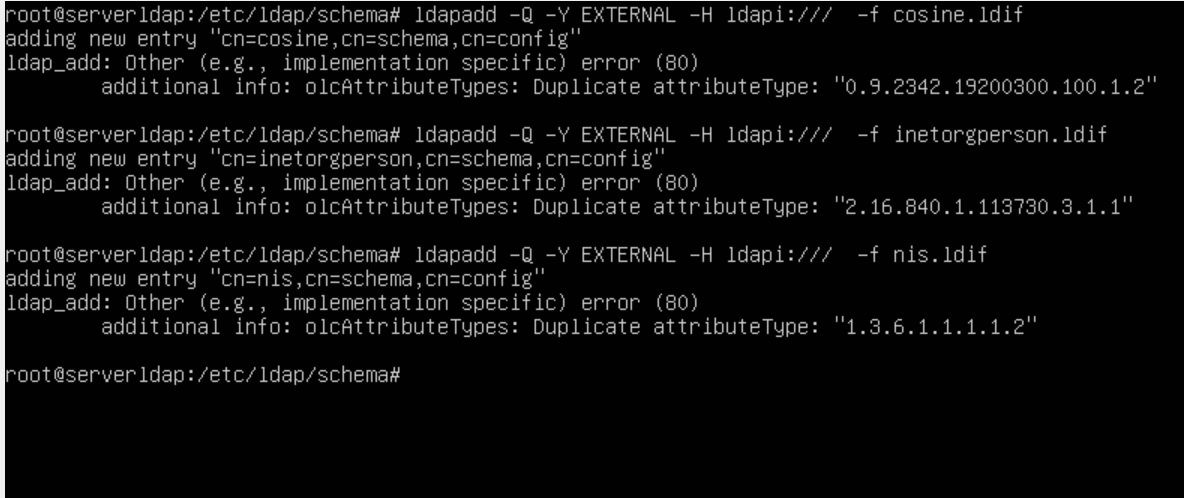 root@serverldap:/etc/ldap/schema# ldapadd -Q -Y EXTERNAL -H ldapi:///  -f cosine.ldif
adding new entry "cn=cosine,cn=schema,cn=config"
ldap_add: Other (e.g., implementation specific) error (80)
        additional info: olcAttributeTypes: Duplicate attributeType: "0.9.2342.19200300.100.1.2"

root@serverldap:/etc/ldap/schema# ldapadd -Q -Y EXTERNAL -H ldapi:///  -f inetorgperson.ldif
adding new entry "cn=inetorgperson,cn=schema,cn=config"
ldap_add: Other (e.g., implementation specific) error (80)
        additional info: olcAttributeTypes: Duplicate attributeType: "2.16.840.1.113730.3.1.1"

root@serverldap:/etc/ldap/schema# ldapadd -Q -Y EXTERNAL -H ldapi:///  -f nis.ldif
adding new entry "cn=nis,cn=schema,cn=config"
ldap_add: Other (e.g., implementation specific) error (80)
        additional info: olcAttributeTypes: Duplicate attributeType: "1.3.6.1.1.1.1.2"

root@serverldap:/etc/ldap/schema#